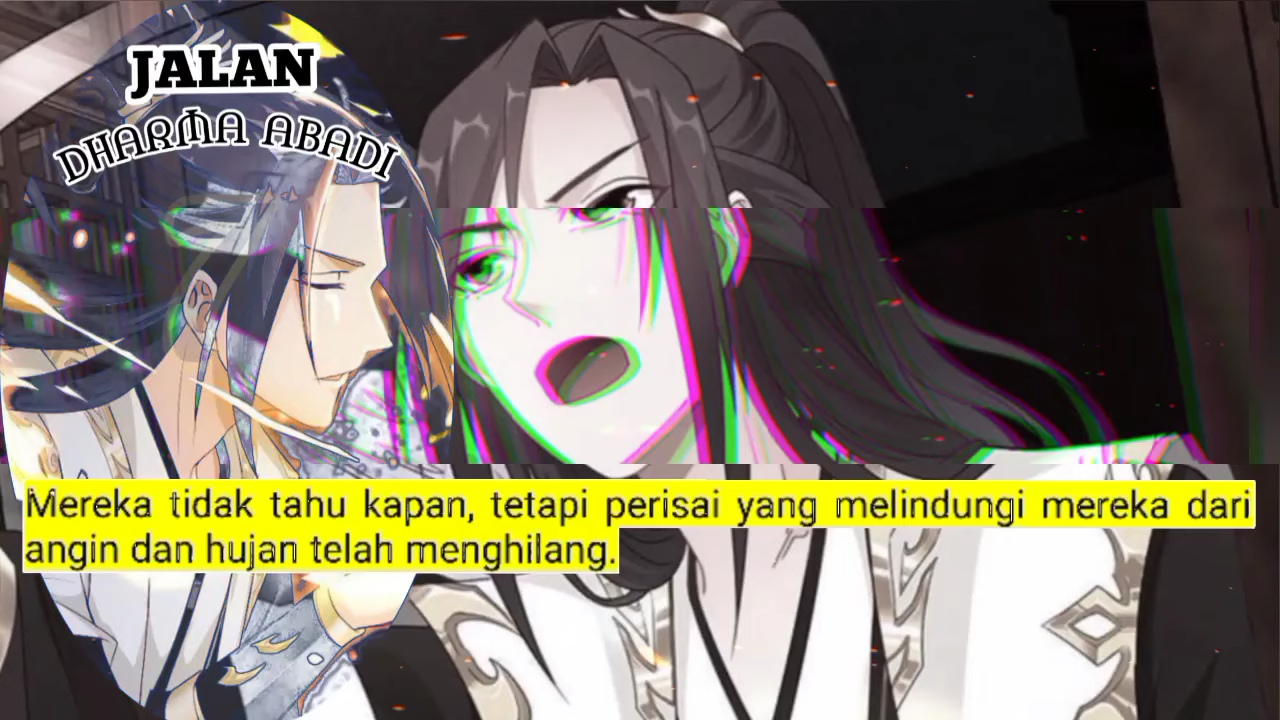 JALAN
DHARMA ABADI
Mereka tidak tahu kapan, tetapi perisai yang melindungi mereka dari
angin dan hujan telah menghilang.